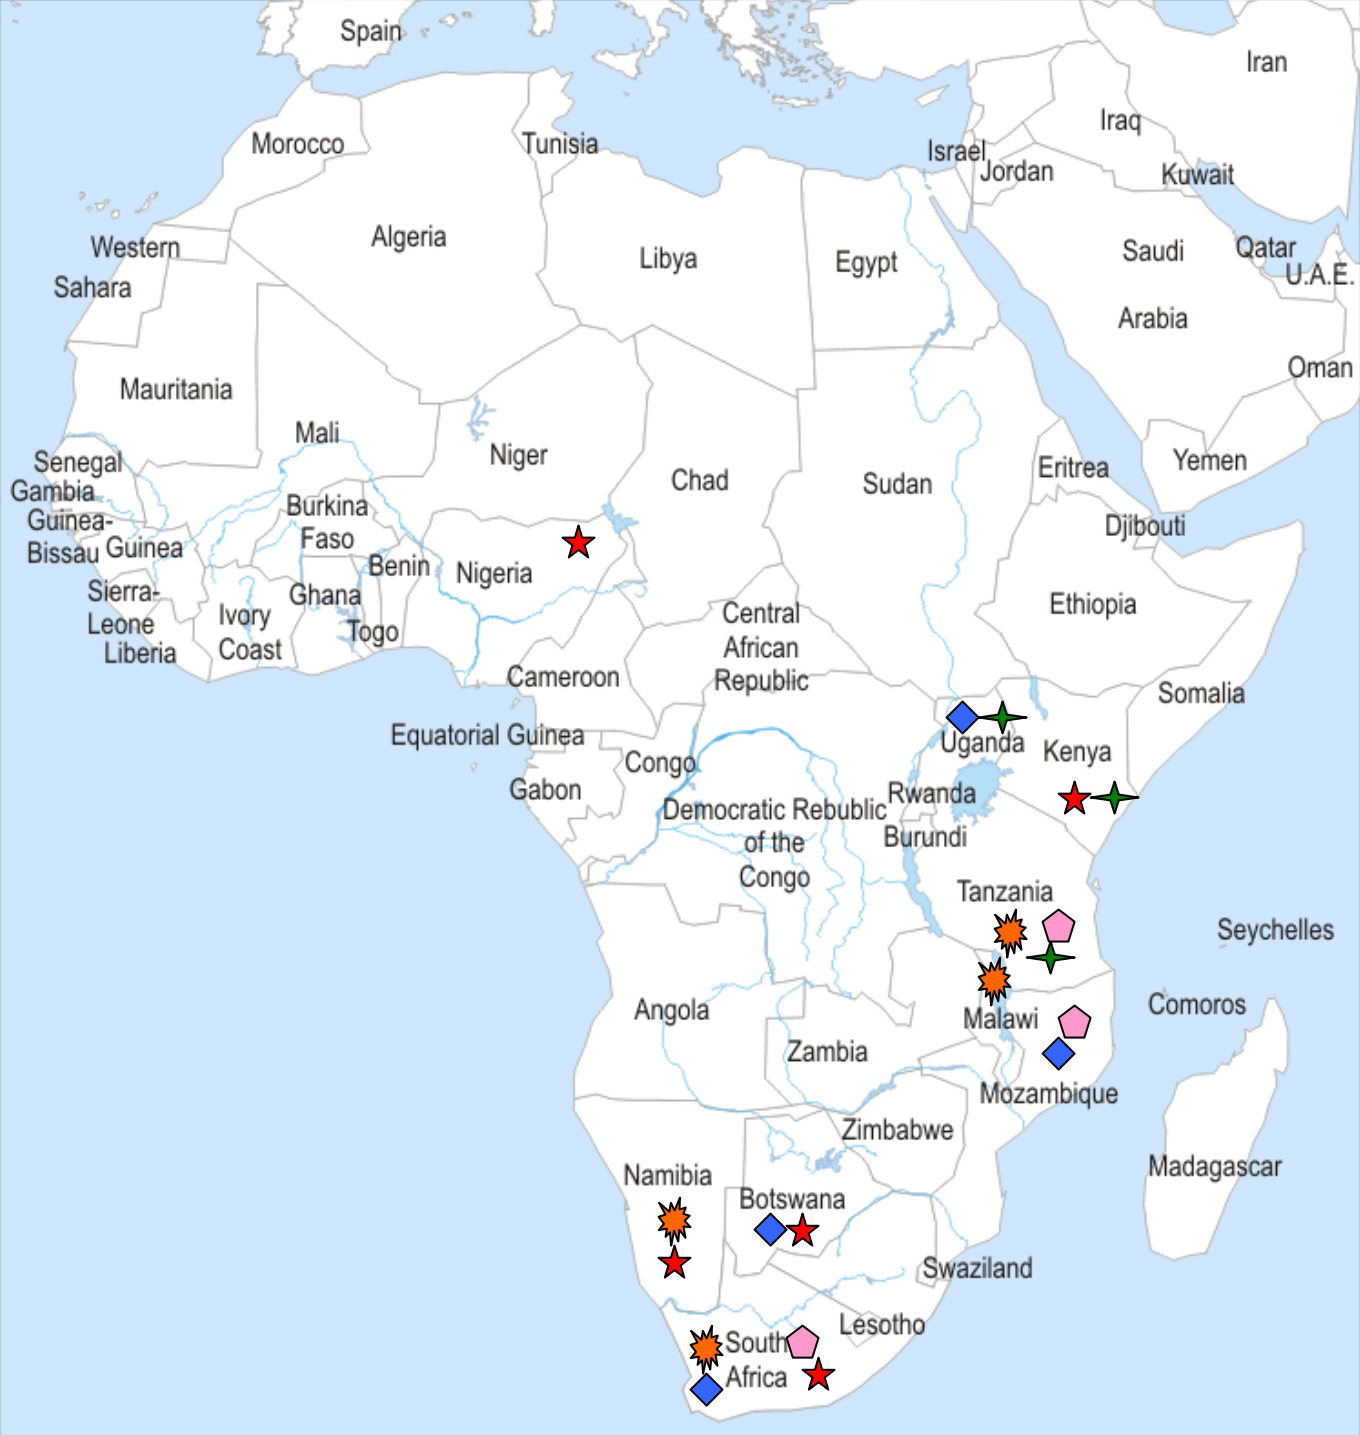 Spain
Iran
Iraq
Morocco
Tunisia
Israel
Jordan
Kuwait
Algeria
Western
Sahara
Libya
Egypt
Saudi
Arabia
Qatar
U.A.E.
Oman
Mauritania
Mali
Niger
Chad
Sudan
Eritrea
Yemen
Senegal
Gambia
Guinea-
Bissau
Guinea
Burkina
Faso
Benin
Nigeria
Djibouti
Sierra-
Leone
Liberia
Ivory
Coast
Ghana
Togo
Ethiopia
Central
African
Republic
Cameroon
Somalia
Equatorial Guinea
Uganda
Kenya
Congo
Gabon
Rwanda
Burundi
Democratic Rebublic
of the
Congo
Tanzania
Seychelles
Angola
Malawi
Comoros
Zambia
Mozambique
Zimbabwe
Madagascar
Namibia
Botswana
Swaziland
Lesotho
South
Africa